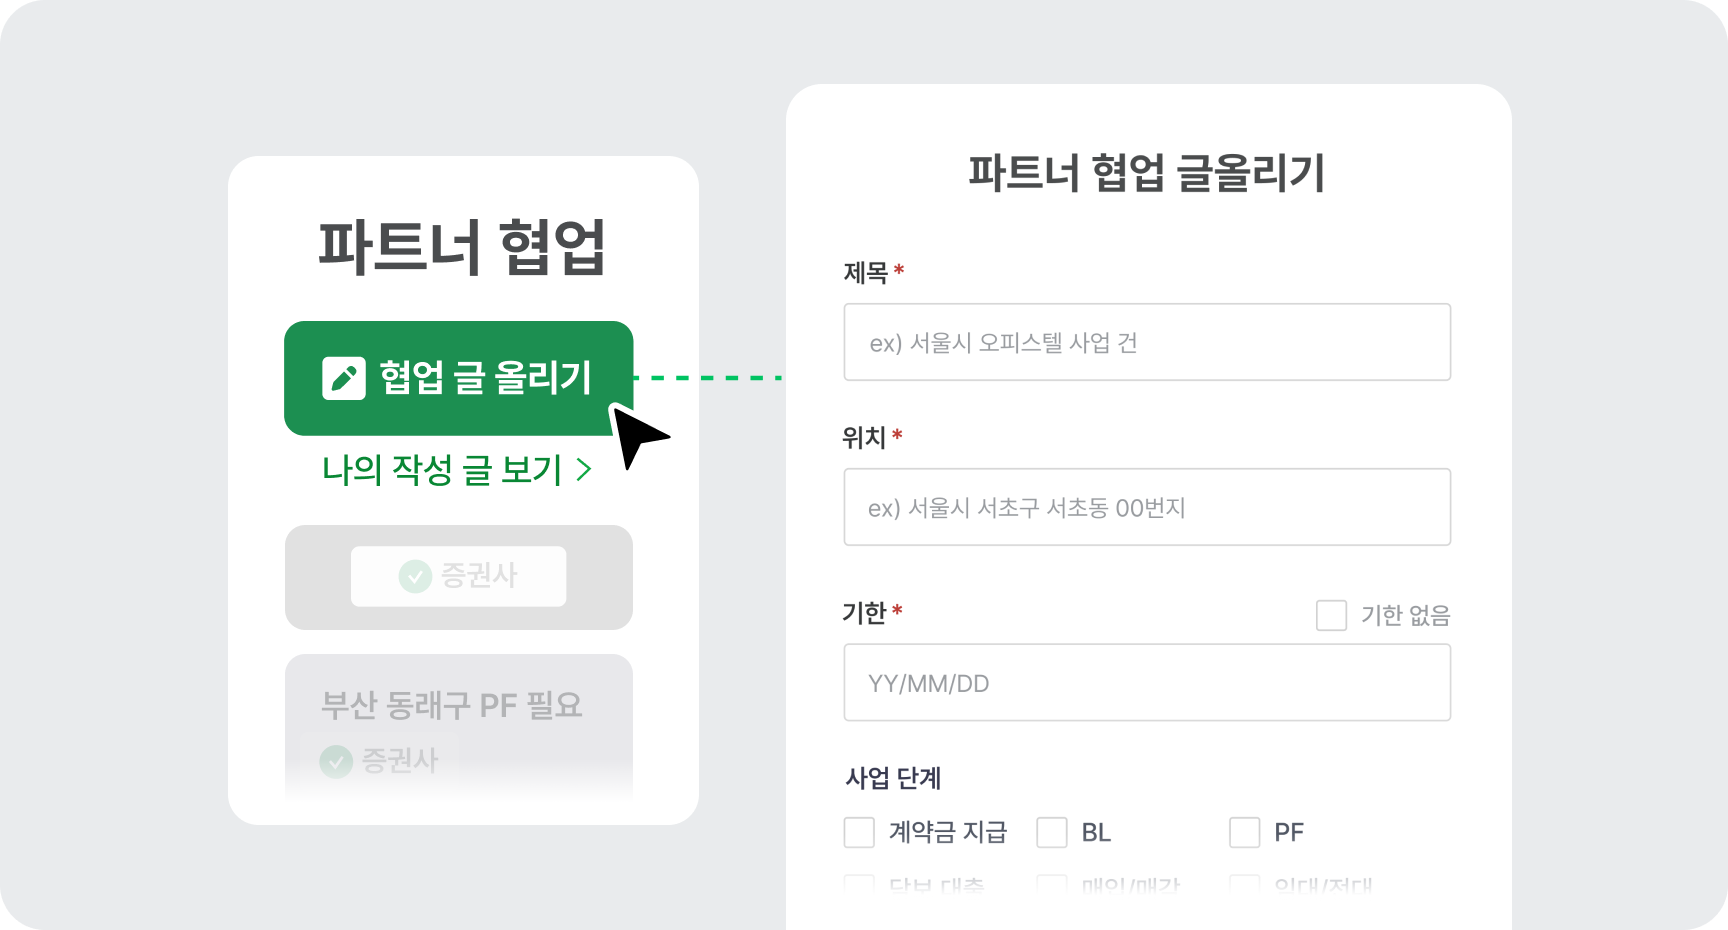 파트너 협업
협업 글 올리기
나의 작성 글 보기
증권사
부산 동래구 PF 필요
증권사
파트너 협업 글올리기
제목 *
ex) 서울시 오피스텔 사업 건
위치 *
ex) 서울시 서초구 서초동 00번지
기한 *
기한 없음
YY/MM/DD
사업 단계
계약금 지급
BL
PF
담보 대출
매입/매각
임대/전대